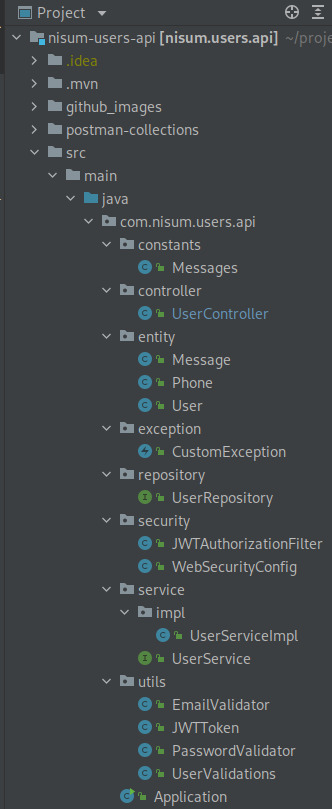 Project
nisum-users-api [nisum.users.api] ~/proje
.idea
.mvn
github_images
postman-collections
src
main
java
com.nisum.users.api
constants
Messages
controller
UserController
entity
Message
Phone
User
exception
CustomException
repository
UserRepository
security
JWTAuthorizationFilter
WebSecurityConfig
service
impl
UserServiceImpl
UserService
utils
EmailValidator
JWTToken
PasswordValidator
UserValidations
Application